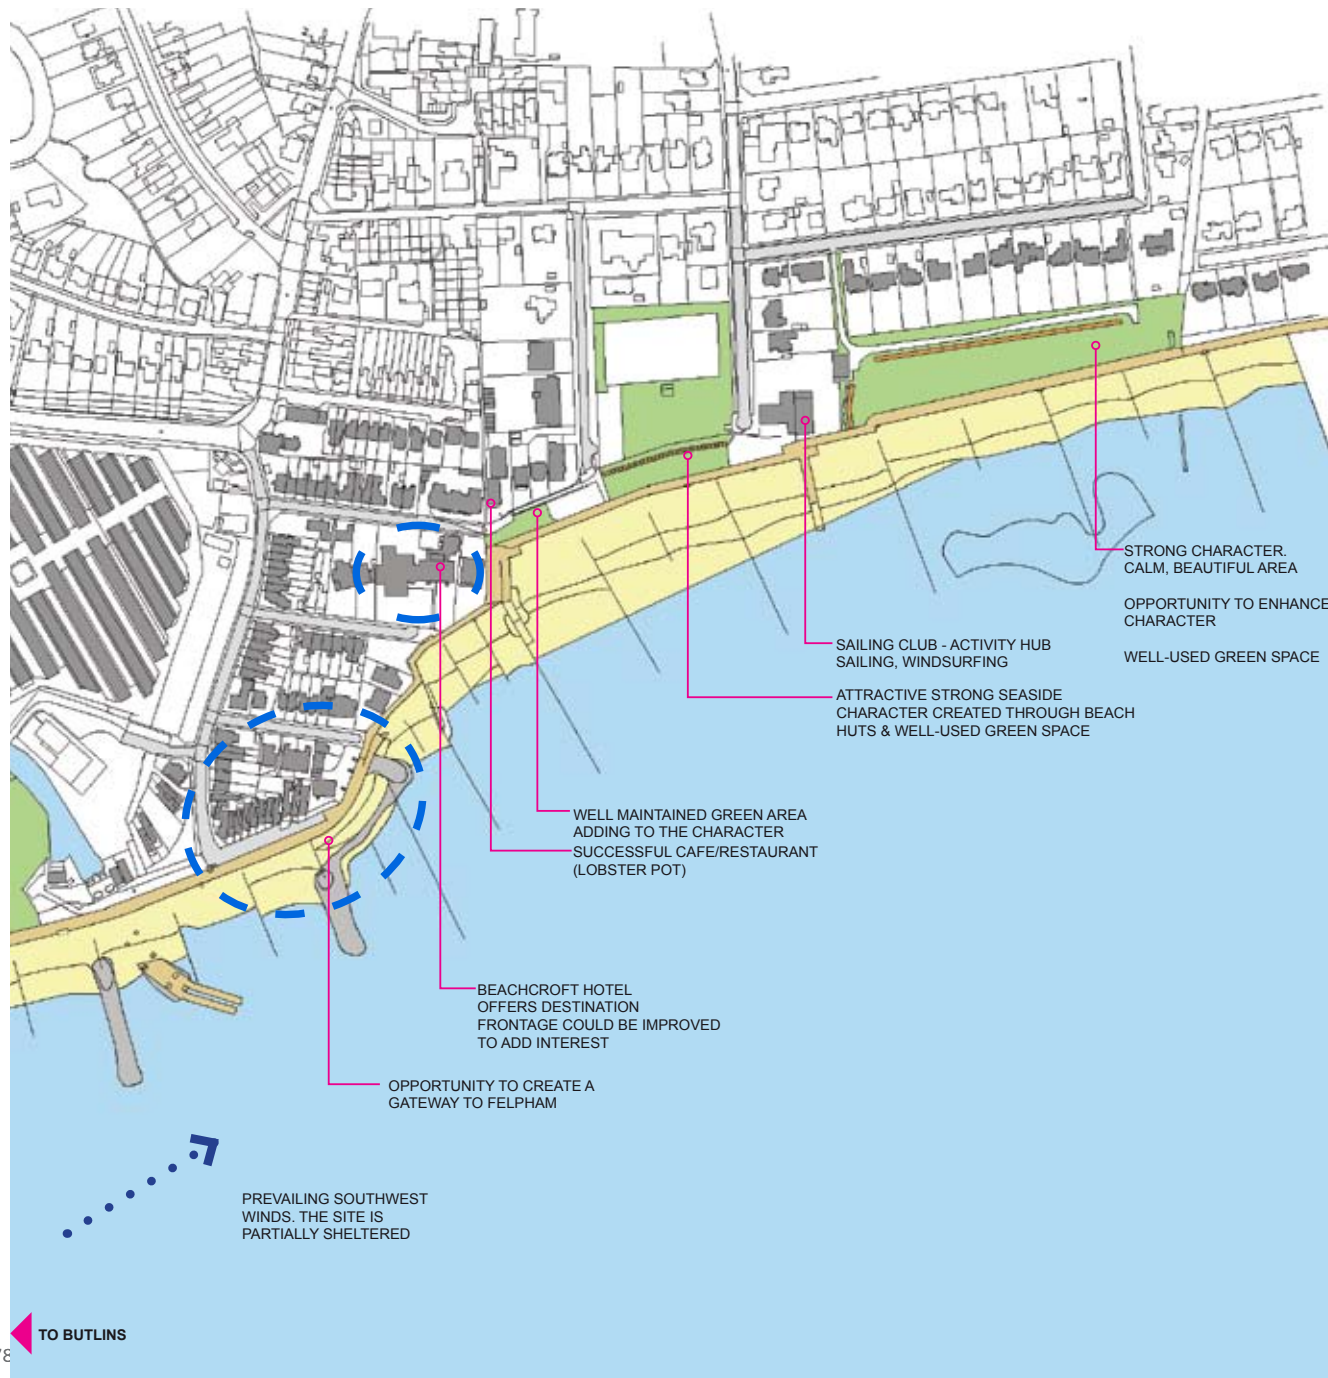 STRONG CHARACTER.
CALM, BEAUTIFUL AREA
OPPORTUNITY TO ENHANCE
CHARACTER
WELL-USED GREEN SPACE
SAILING CLUB - ACTIVITY HUB
SAILING, WINDSURFING
ATTRACTIVE STRONG SEASIDE
CHARACTER CREATED THROUGH BEACH
HUTS & WELL-USED GREEN SPACE
WELL MAINTAINED GREEN AREA
ADDING TO THE CHARACTER
SUCCESSFUL CAFE/RESTAURANT
(LOBSTER POT)
BEACHCROFT HOTEL
OFFERS DESTINATION
FRONTAGE COULD BE IMPROVED
TO ADD INTEREST
OPPORTUNITY TO CREATE A
GATEWAY TO FELPHAM
PREVAILING SOUTHWEST
WINDS. THE SITE IS
PARTIALLY SHELTERED
TO BUTLINS